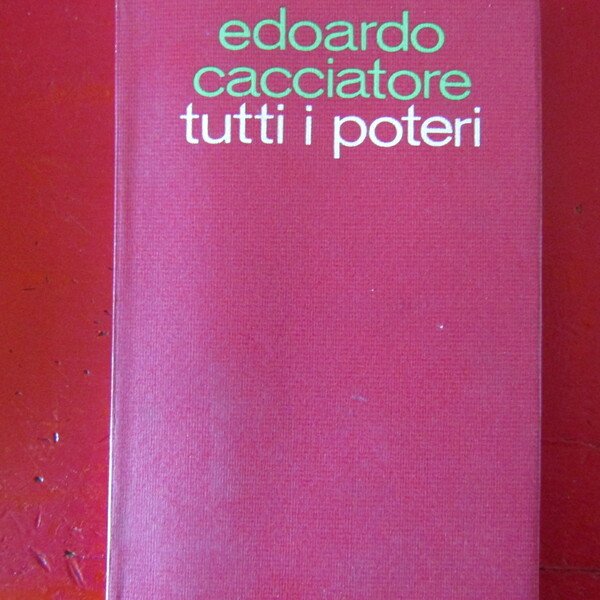 edoardo
cacciatore
tutti i poteri